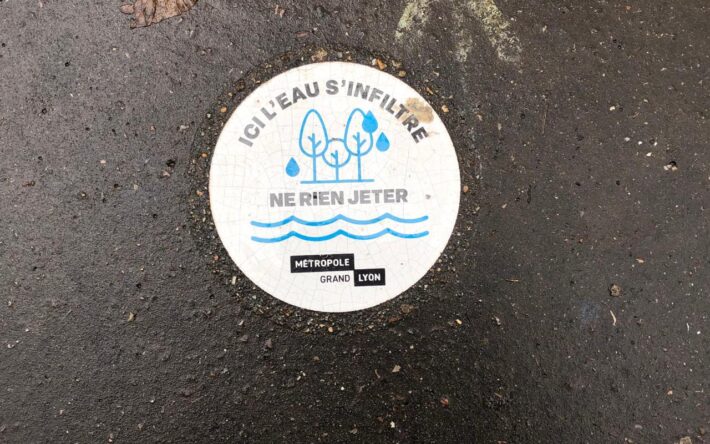 ICI L'EAU S'INFILTRE
NE RIEN JETER
MÉTROPOLE
GRAND LYON